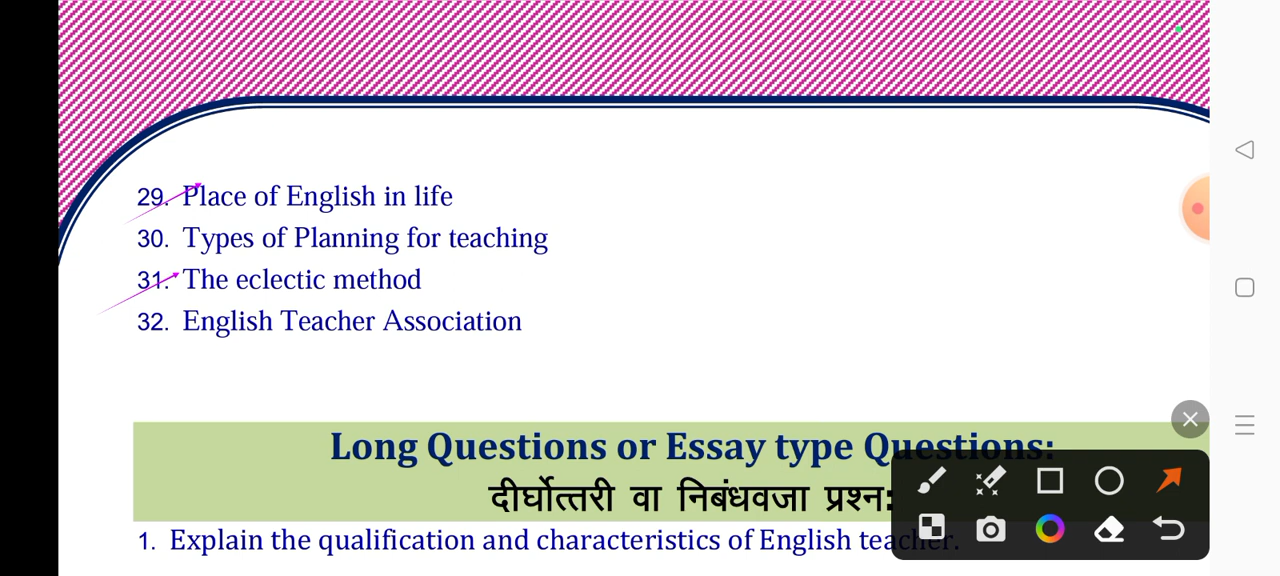 29. Place of English in life
30. Types of Planning for teaching
31. The eclectic method
32. English Teacher Association
Long Questions or Essay type Questions:
दीर्घोत्तरी वा निबंधवजा प्रश्न:
1. Explain the qualification and characteristics of English teacher.